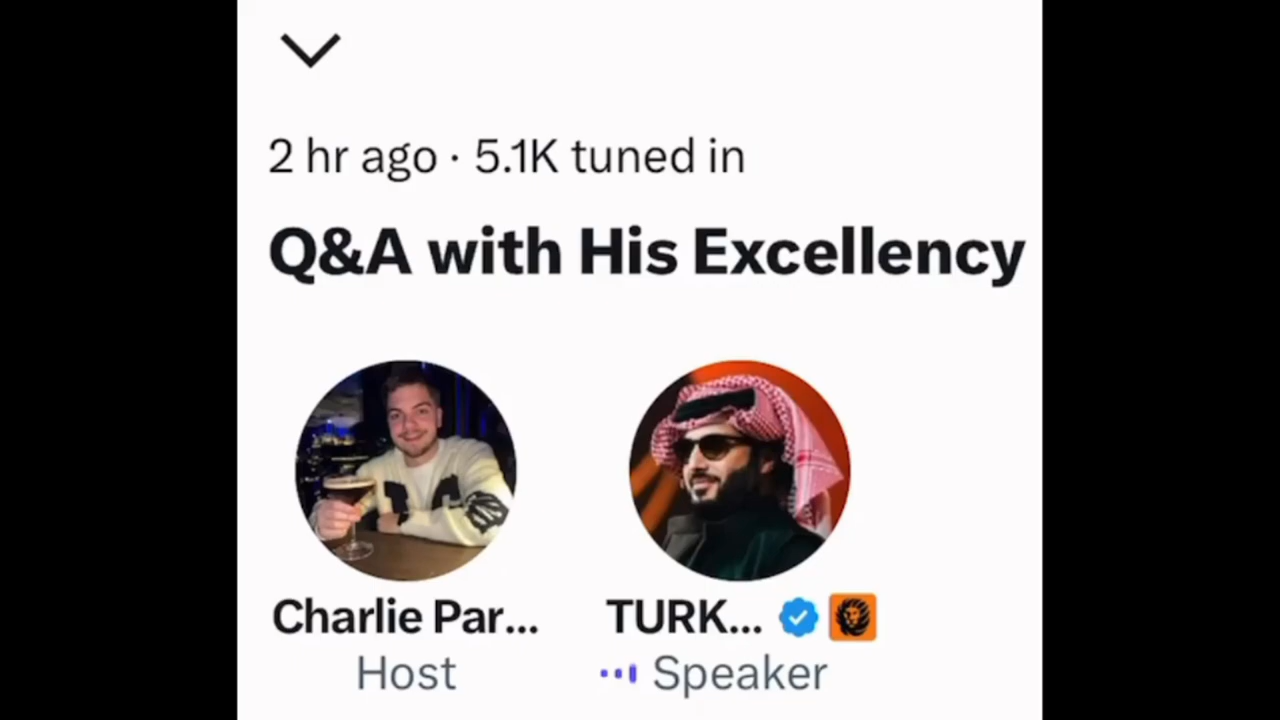 2 hr ago · 5.1K tuned in
Q&A with His Excellency
Charlie Par...
TURK...
Host
Speaker